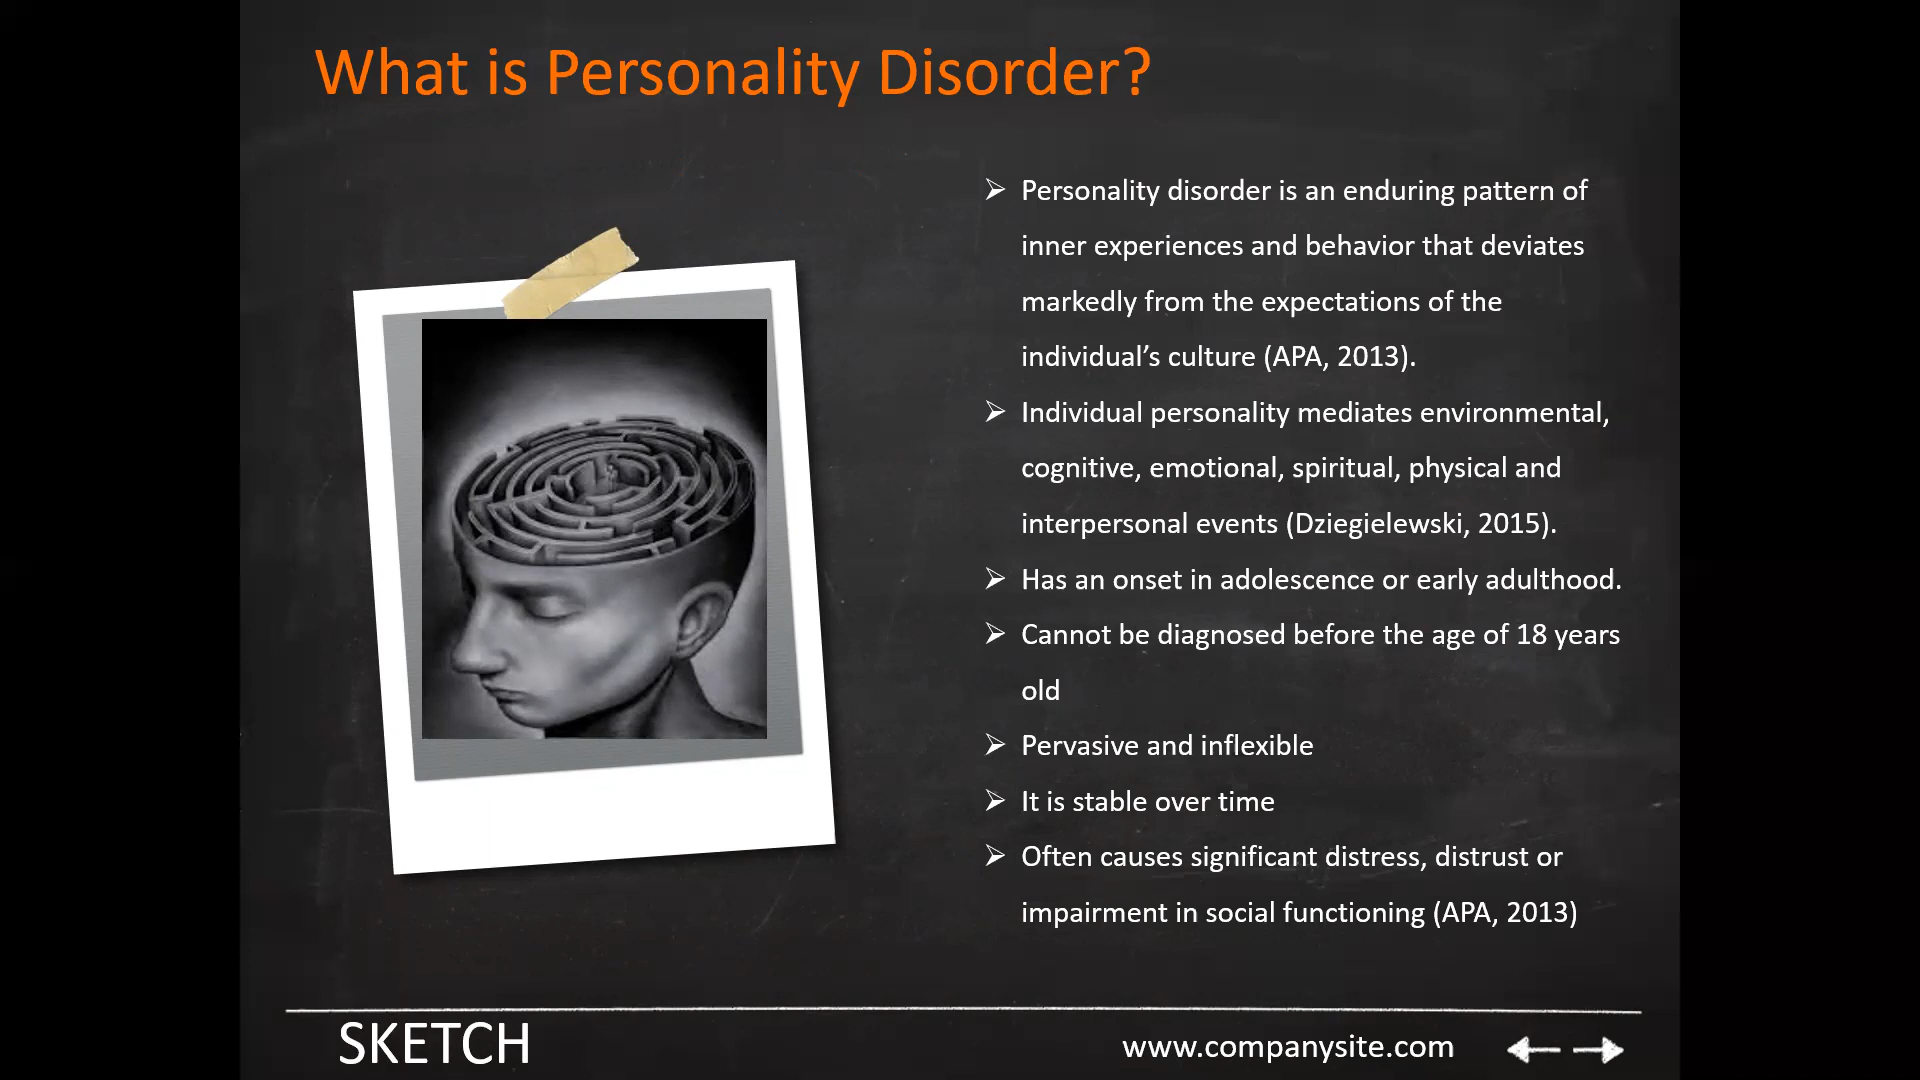 What is Personality Disorder?
Personality disorder is an enduring pattern of
inner experiences and behavior that deviates
markedly from the expectations of the
individual’s culture (APA, 2013).
Individual personality mediates environmental,
cognitive, emotional, spiritual, physical and
interpersonal events (Dziegielewski, 2015).
Has an onset in adolescence or early adulthood.
Cannot be diagnosed before the age of 18 years
old
Pervasive and inflexible
It is stable over time
Often causes significant distress, distrust or
impairment in social functioning (APA, 2013)
SKETCH
www.companysite.com